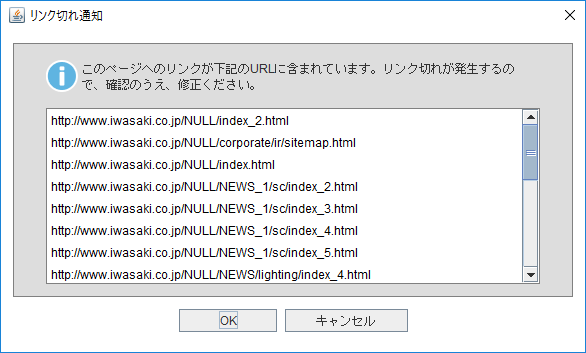 リンク切れ通知
このページへのリンクが下記のURLに含まれています。リンク切れが発生するの
で、確認のうえ、修正ください。
http://www.iwasaki.co.jp/NULL/index_2.html
http://www.iwasaki.co.jp/NULL/corporate/ir/sitemap.html
http://www.iwasaki.co.jp/NULL/index.html
http://www.iwasaki.co.jp/NULL/NEWS_1/sc/index_2.html
http://www.iwasaki.co.jp/NULL/NEWS_1/sc/index_3.html
http://www.iwasaki.co.jp/NULL/NEWS_1/sc/index_4.html
http://www.iwasaki.co.jp/NULL/NEWS_1/sc/index_5.html
http://www.iwasaki.co.jp/NULL/NEWS/lighting/index_4.html
OK キャンセル